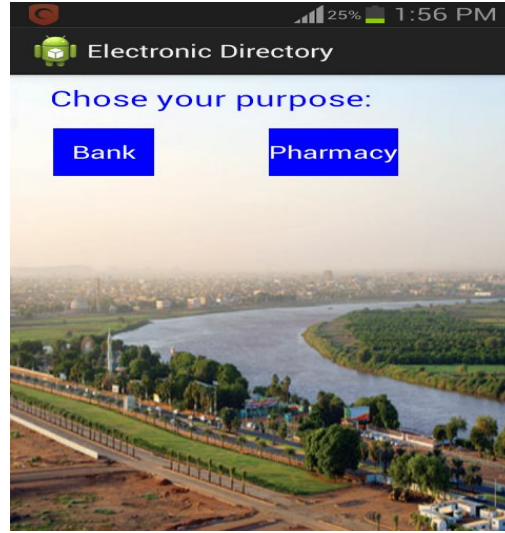 25% 1:56 PM
Electronic Directory
Chose your purpose:
Bank Pharmacy